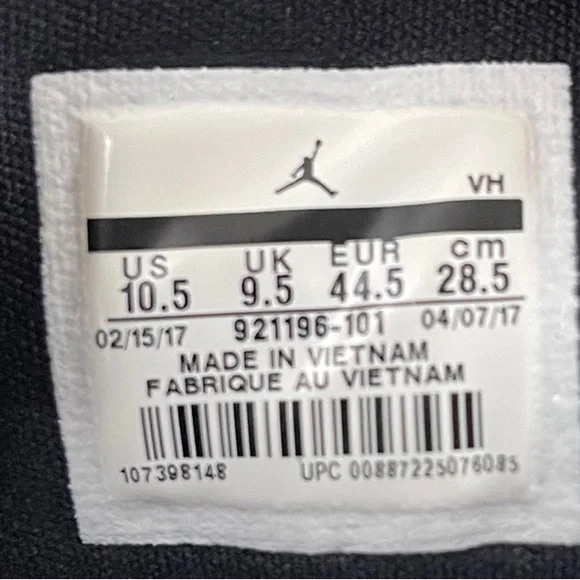 VH
US UK EUR cm
10.5 9.5 44.5 28.5
02/15/17 921196-101 04/07/17
MADE IN VIETNAM
FABRIQUE AU VIETNAM
107398148 UPC 00887225076085